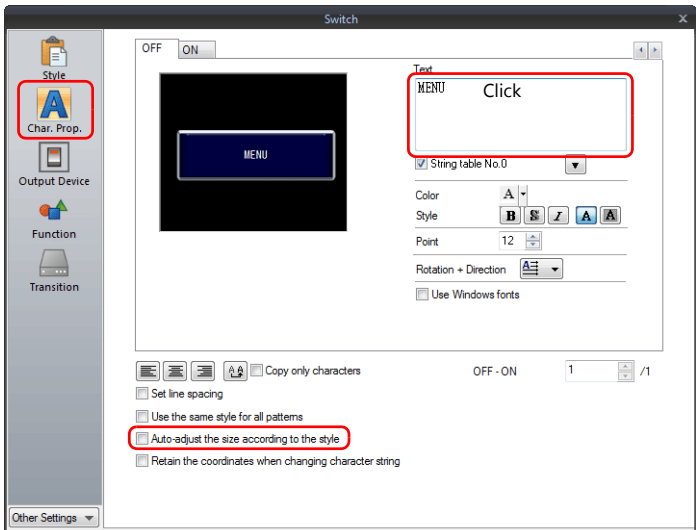 Switch
x
Style
Char. Prop.
Output Device
Function
Transition
Other Settings
OFF ON
MENU
Text
MENU Click
String table No.0
Color A
Style B S I A A
Point 12
Rotation + Direction A
Use Windows fonts
Copy only characters OFF - ON 1 /1
Set line spacing
Use the same style for all patterns
Auto-adjust the size according to the style
Retain the coordinates when changing character string